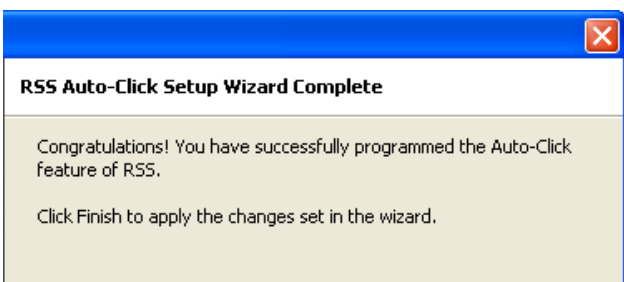 RSS Auto-Click Setup Wizard Complete
Congratulations! You have successfully programmed the Auto-Click
feature of RSS.
Click Finish to apply the changes set in the wizard.